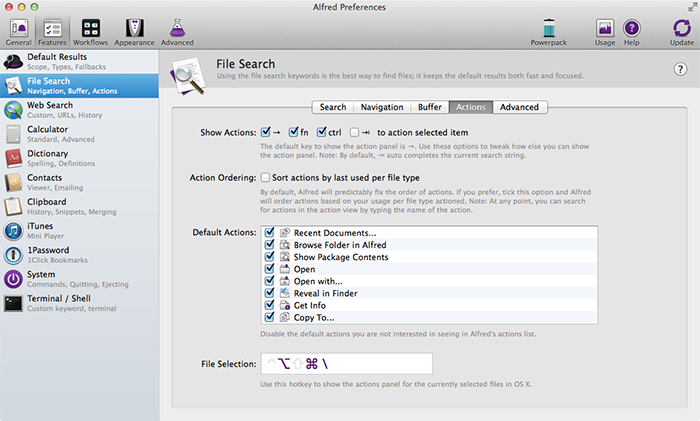 Alfred Preferences
General Features Workflows Appearance Advanced Powerpack Usage Help Update
Default Results
Scope, Types, Fallbacks
File Search
Navigation, Buffer, Actions
Web Search
Custom, URLs, History
Calculator
Standard, Advanced
Dictionary
Spelling, Definitions
Contacts
Viewer, Emailing
Clipboard
History, Snippets, Merging
iTunes
Mini Player
1Password
1Click Bookmarks
System
Commands, Quitting, Ejecting
Terminal / Shell
Custom keyword, terminal
File Search
Using the file search keywords is the best way to find files; it keeps the default results both fast and focused.
?
Search Navigation Buffer Actions Advanced
Show Actions: → fn ctrl ⇥ to action selected item
The default key to show the action panel is →. Use these options to tweak how else you can show
the action panel. Note: By default, ⇥ auto completes the current search string.
Action Ordering: Sort actions by last used per file type
By default, Alfred will predictably fix the order of actions. If you prefer, tick this option and Alfred
will order actions based on your usage per file type actioned. Note: At any point, you can search
for actions in the action view by typing the name of the action.
Default Actions: Recent Documents...
Browse Folder in Alfred
Show Package Contents
Open
Open with...
Reveal in Finder
Get Info
Copy To...
Disable the default actions you are not interested in seeing in Alfred's actions list.
File Selection: ^⌥⇧⌘\
Use this hotkey to show the actions panel for the currently selected files in OS X.